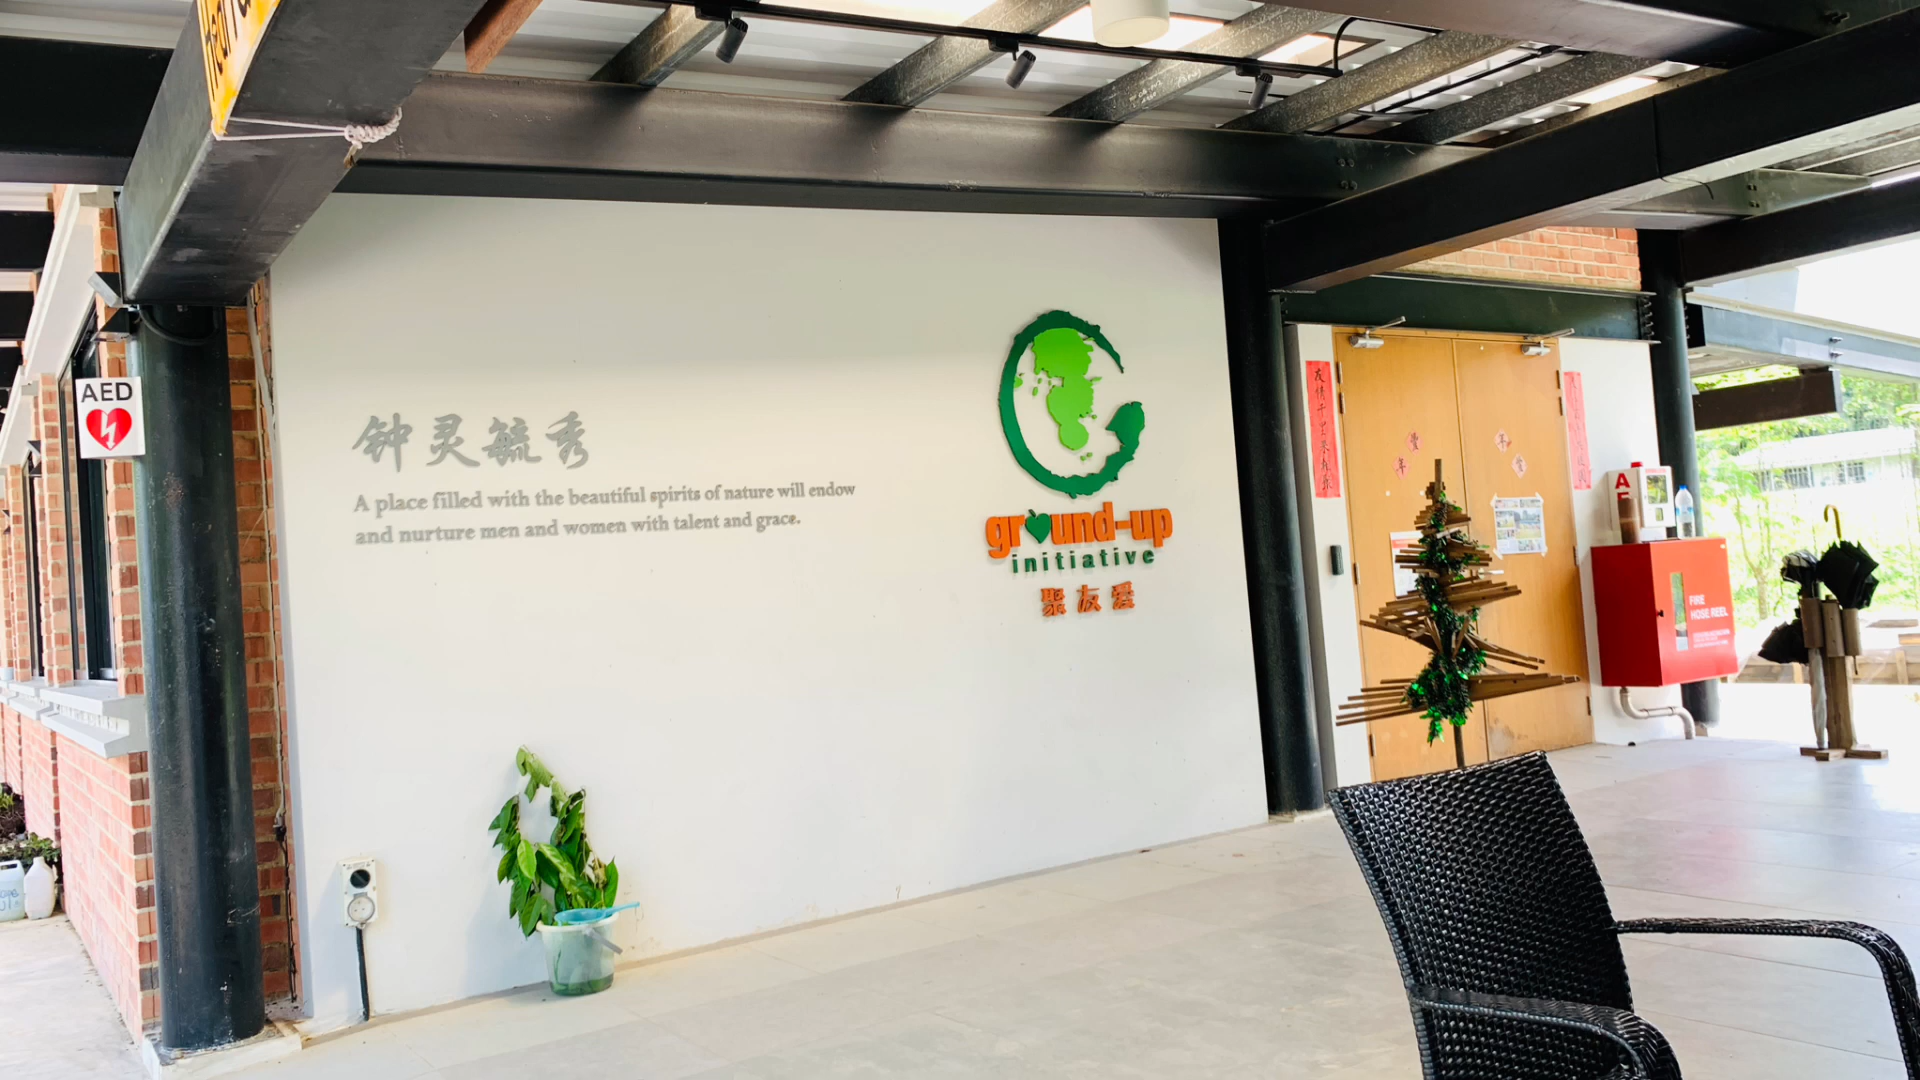 AED
钟灵毓秀
A place filled with the beautiful spirits of nature will endow
and nurture men and women with talent and grace.
ground-up
initiative
聚友爱
FIRE
HOSE REEL